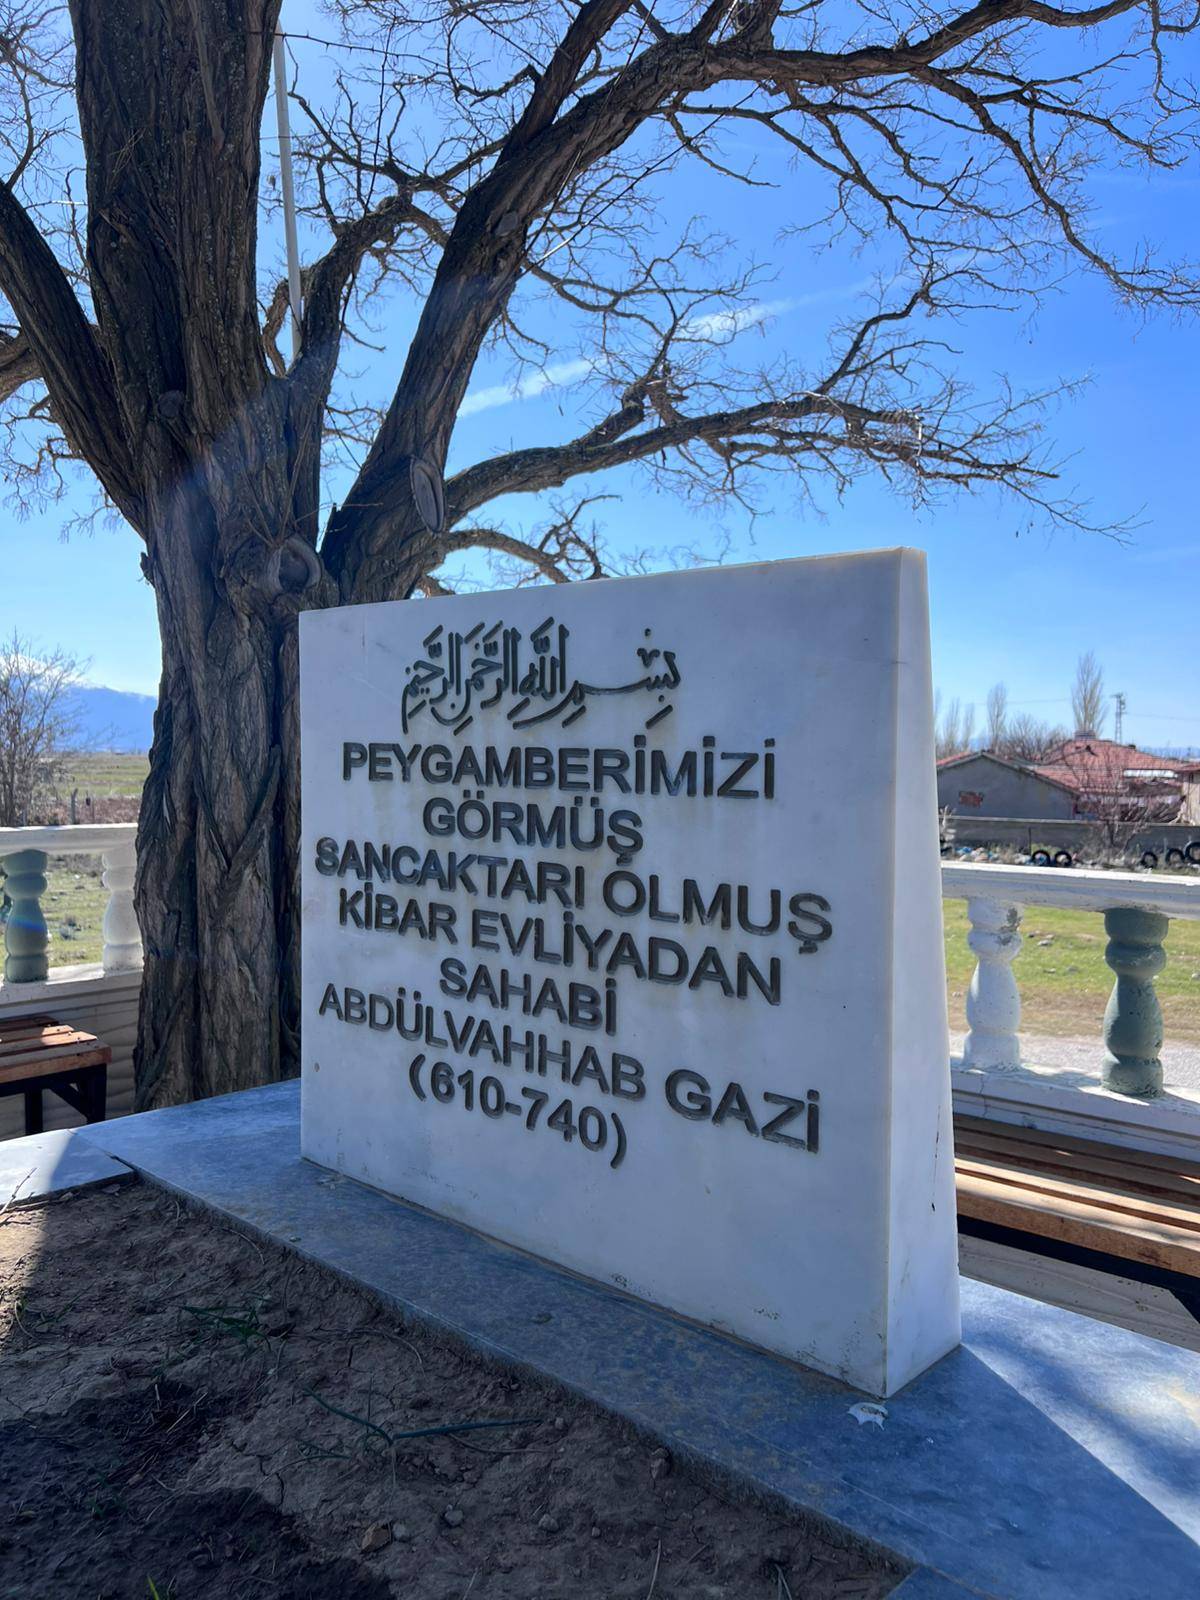 بسم الله الرحمن الرحيم
PEYGAMBERİMİZİ
GÖRMÜŞ
SANCAKTARI OLMUŞ
KİBAR EVLİYADAN
SAHABİ
ABDÜLVAHHAB GAZİ
(610-740)